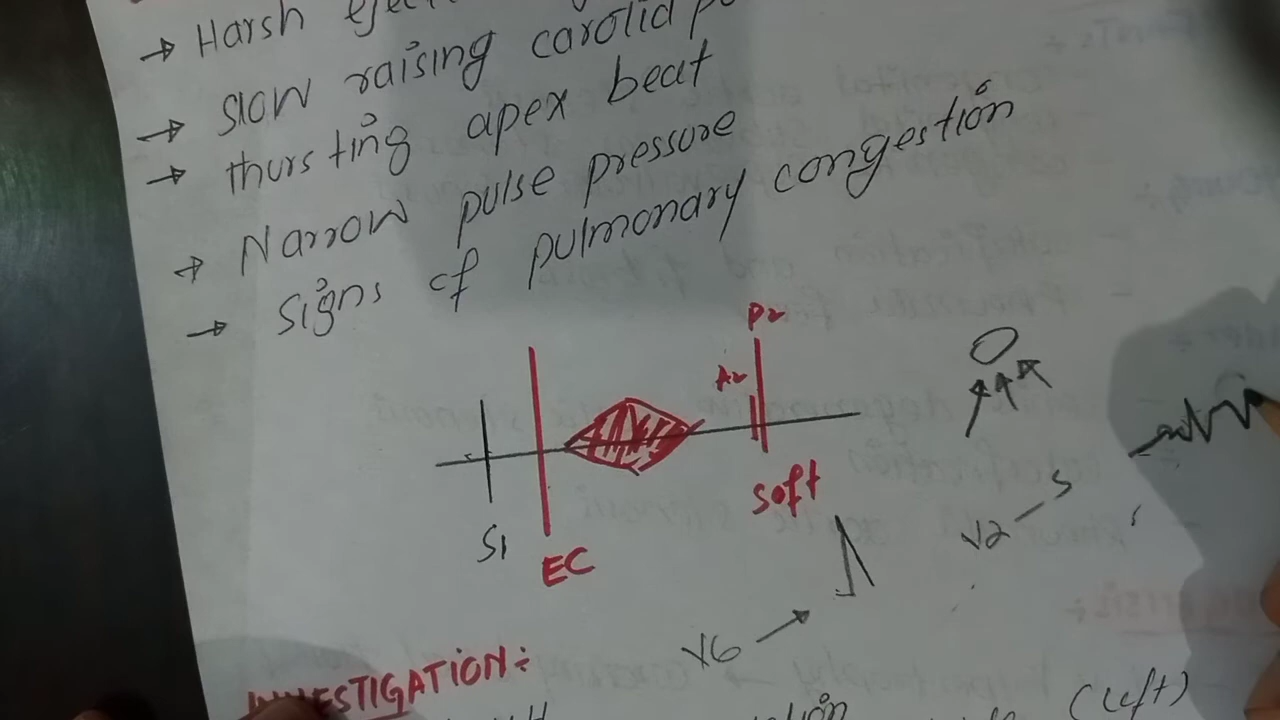 → Harsh
→ slow raising carotid
→ thursting apex beat
→ Narrow pulse pressure
→ signs of pulmonary congestion
P2
A2
S1
EC
soft
V2 - S
V6 →
INVESTIGATION:
(left)